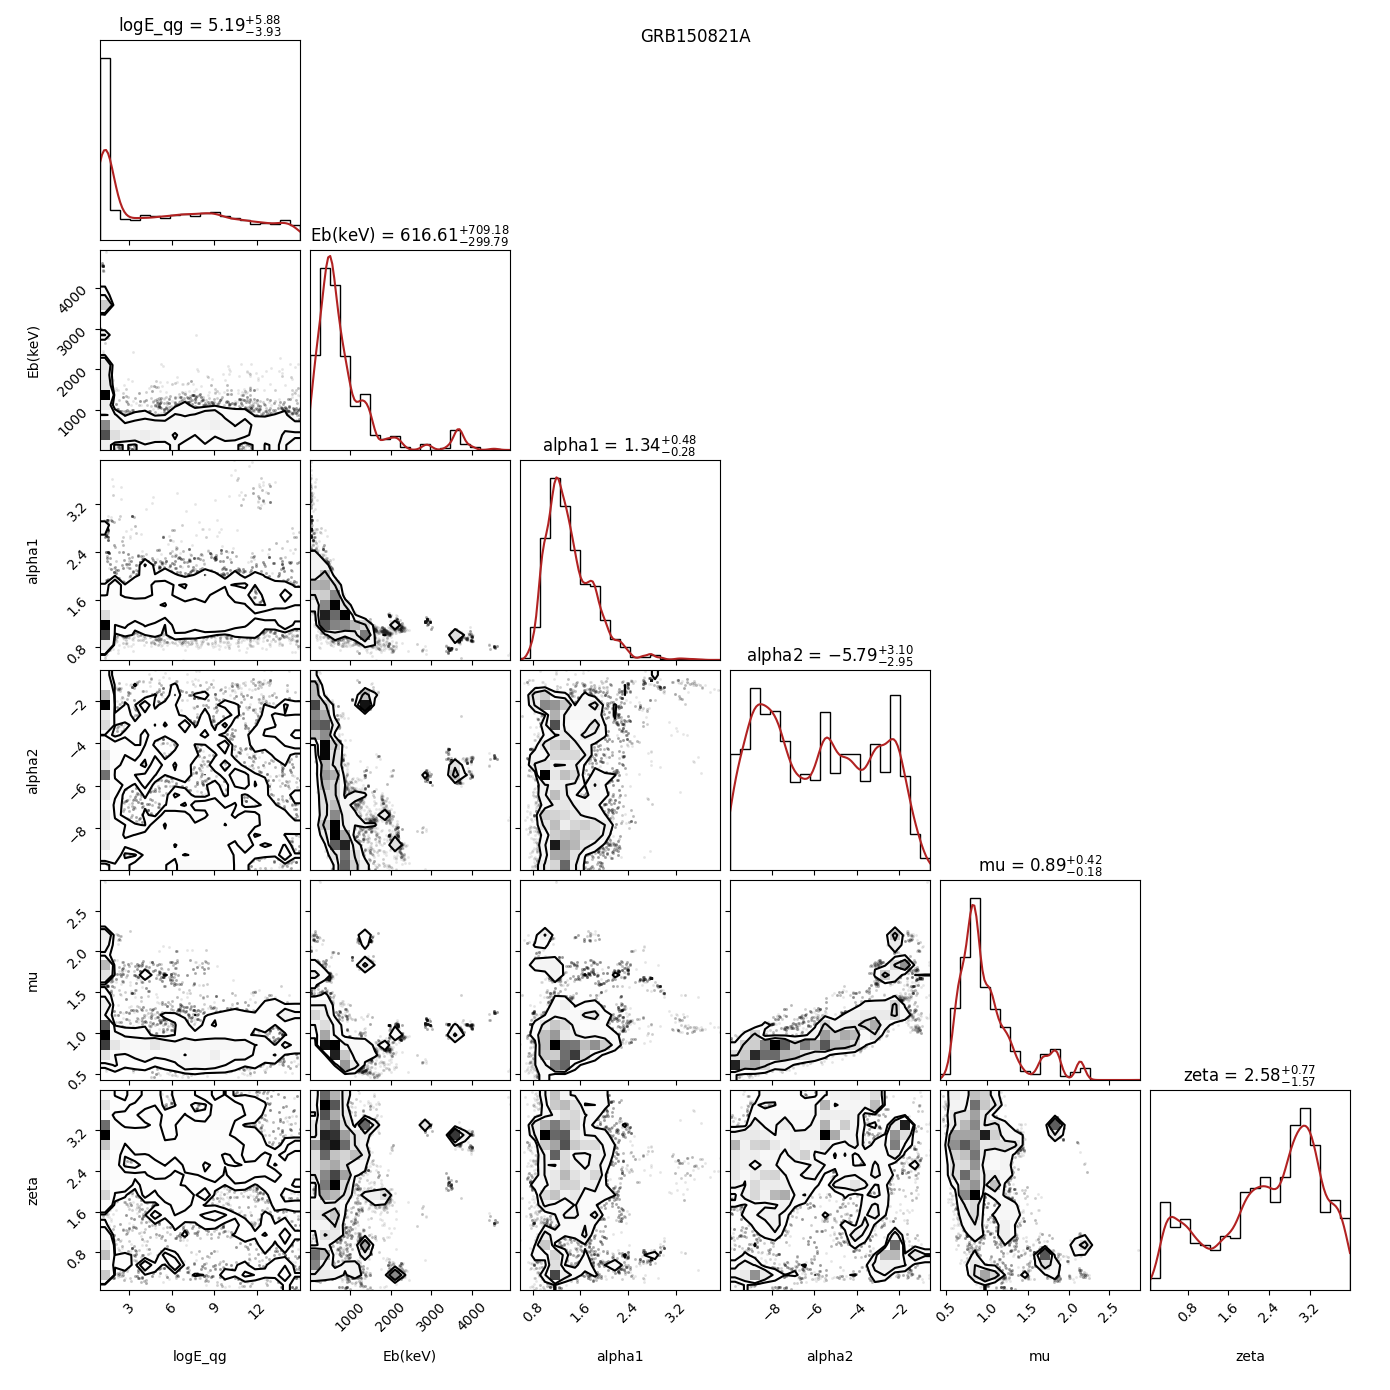 logE_qg = 5.19+5.88 −3.93
GRB150821A
Eb(keV) = 616.61+709.18 −299.79
Eb(keV)
4000
3000
2000
1000
alpha1 = 1.34+0.48 −0.28
alpha1
3.2
2.4
1.6
0.8
alpha2 = −5.79+3.10 −2.95
alpha2
−2
−4
−6
−8
mu = 0.89+0.42 −0.18
mu
2.5
2.0
1.5
1.0
0.5
zeta = 2.58+0.77 −1.57
zeta
3.2
2.4
1.6
0.8
3 6 9 12 1000 2000 3000 4000 0.8 1.6 2.4 3.2 −8 −6 −4 −2 0.5 1.0 1.5 2.0 2.5 0.8 1.6 2.4 3.2
logE_qg Eb(keV) alpha1 alpha2 mu zeta